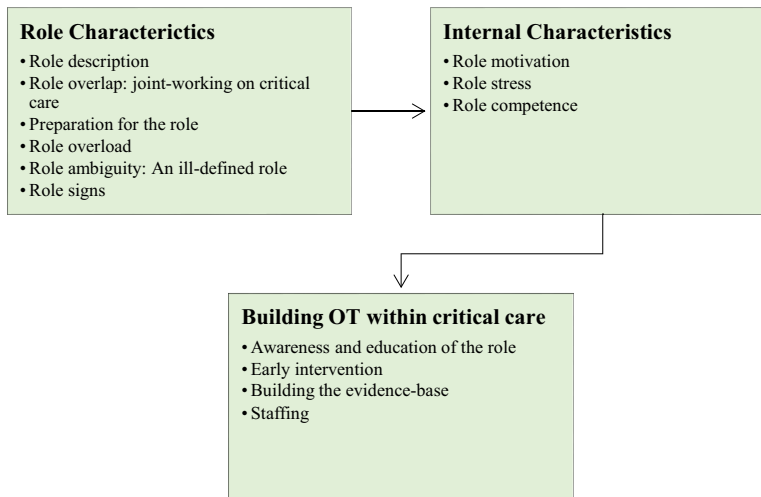 Role Characterictics
• Role description
• Role overlap: joint-working on critical
care
• Preparation for the role
• Role overload
• Role ambiguity: An ill-defined role
• Role signs
Internal Characteristics
• Role motivation
• Role stress
• Role competence
Building OT within critical care
• Awareness and education of the role
• Early intervention
• Building the evidence-base
• Staffing